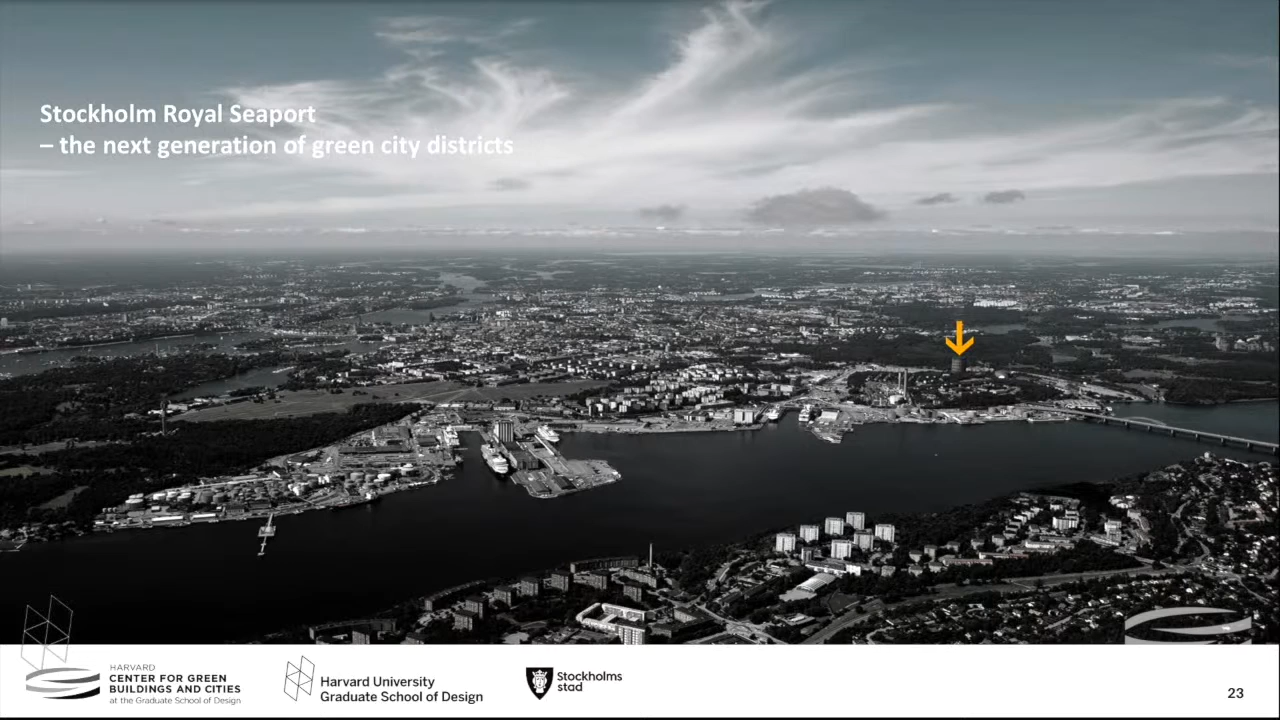 Stockholm Royal Seaport
– the next generation of green city districts
HARVARD
CENTER FOR GREEN
BUILDINGS AND CITIES
at the Graduate School of Design
Harvard University
Graduate School of Design
Stockholms
stad
23